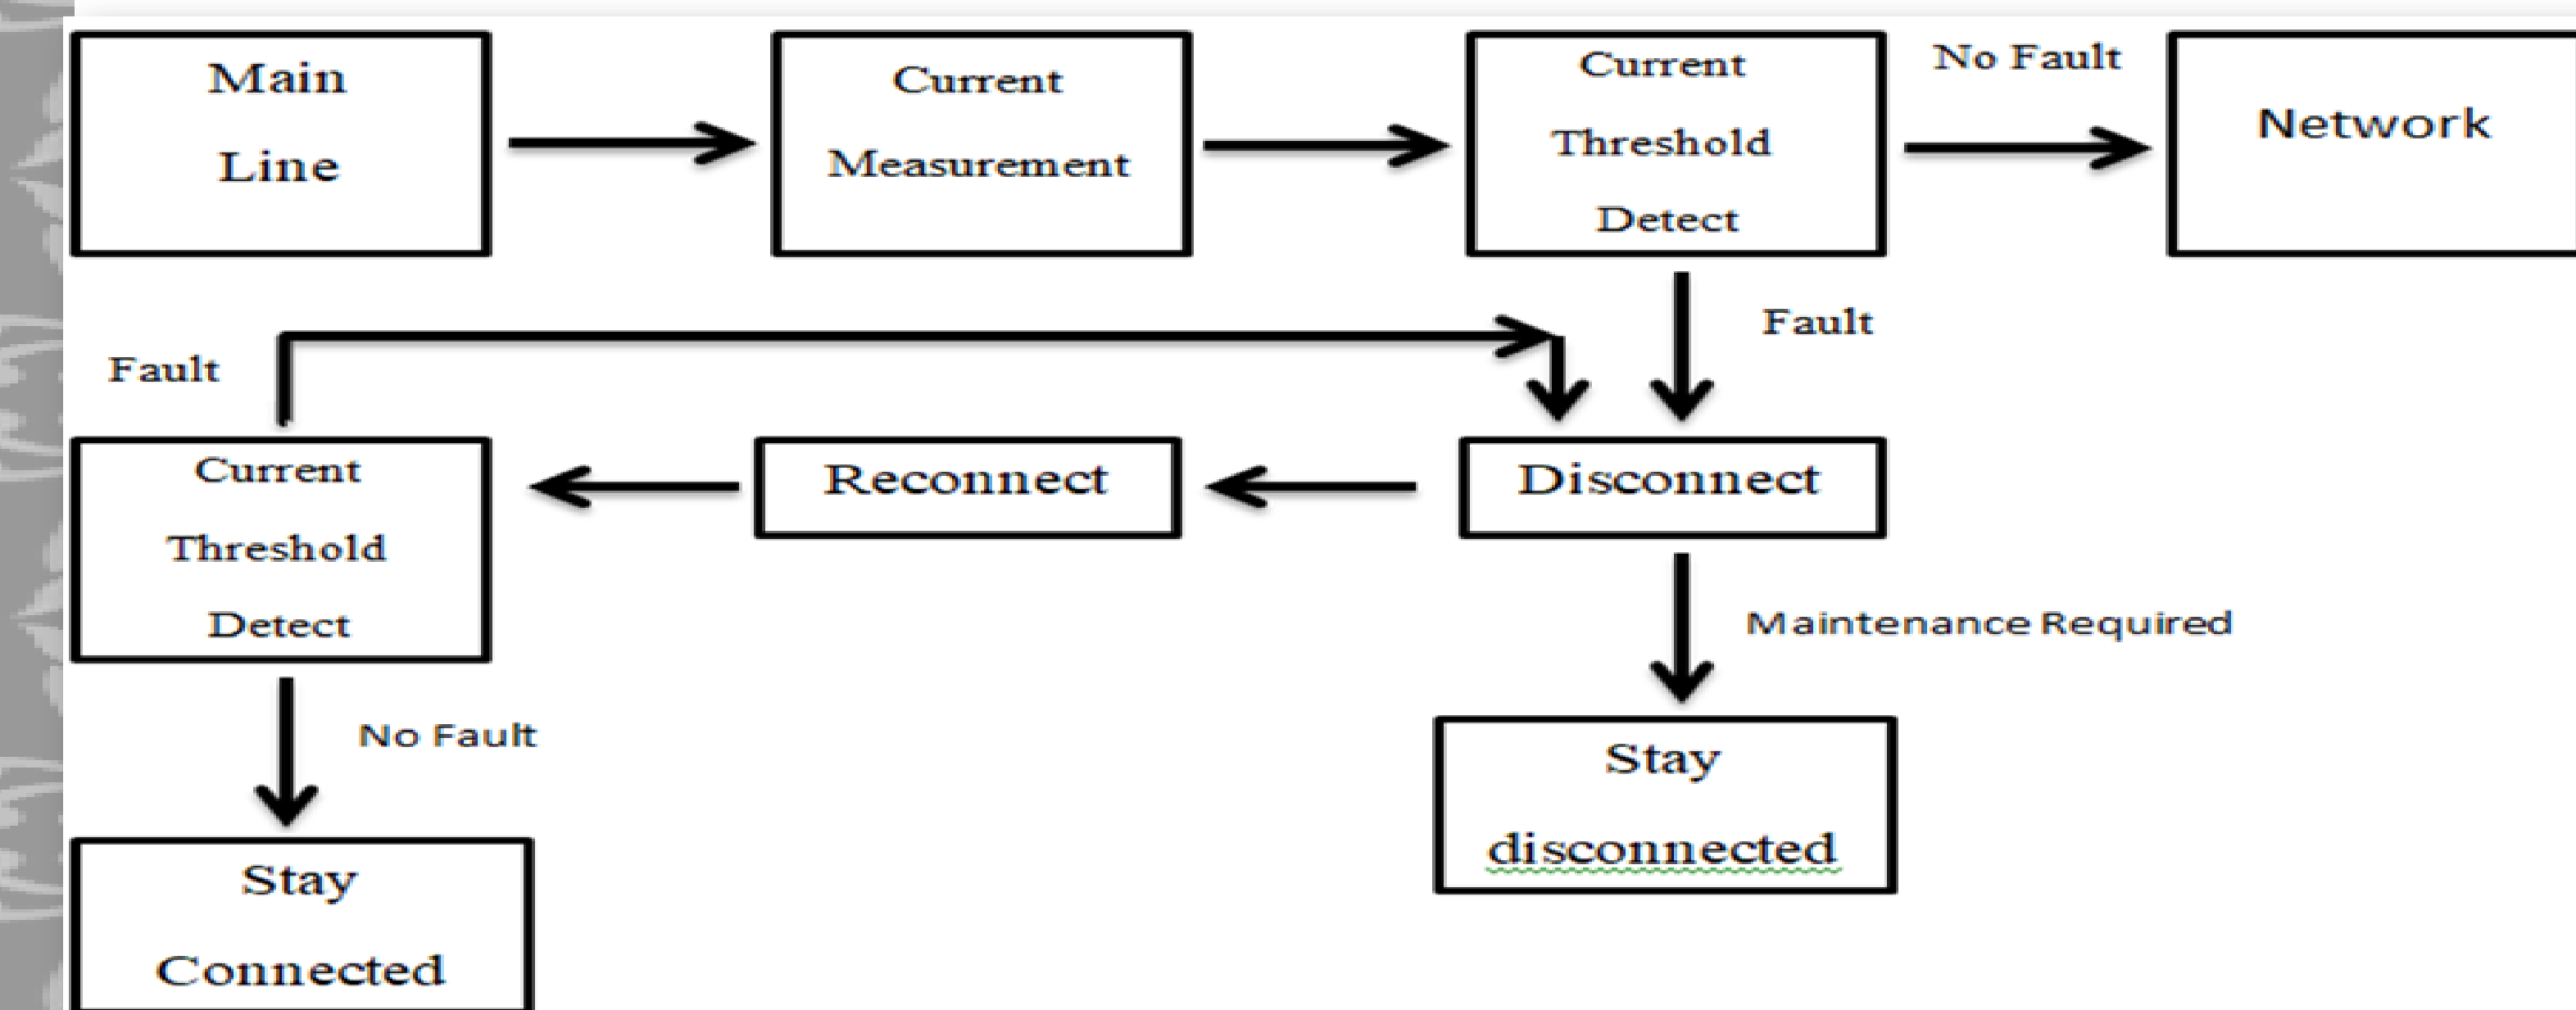 Main
Line
Current
Measurement
Current
Threshold
Detect
No Fault
Network
Fault
Fault
Current
Threshold
Detect
Reconnect
Disconnect
Maintenance Required
No Fault
Stay
disconnected
Stay
Connected